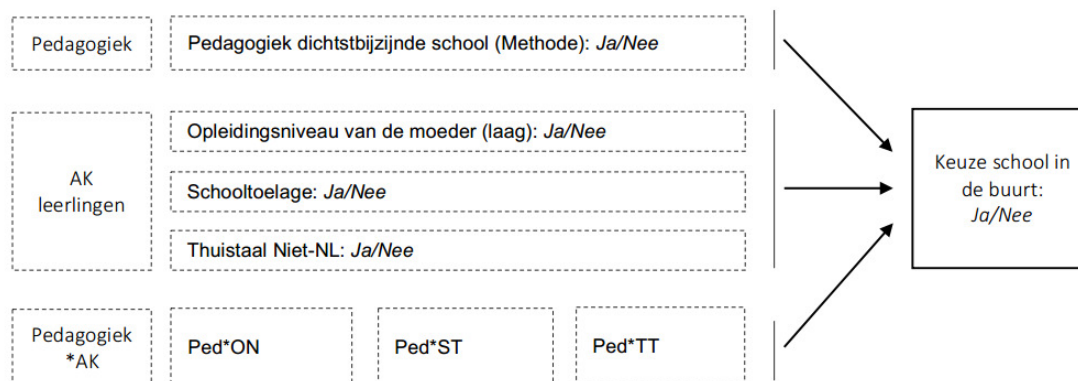 Pedagogiek
Pedagogiek dichtstbijzijnde school (Methode): Ja/Nee
AK
leerlingen
Opleidingsniveau van de moeder (laag): Ja/Nee
Schooltoelage: Ja/Nee
Thuistaal Niet-NL: Ja/Nee
Pedagogiek
*AK
Ped*ON
Ped*ST
Ped*TT
Keuze school in
de buurt:
Ja/Nee